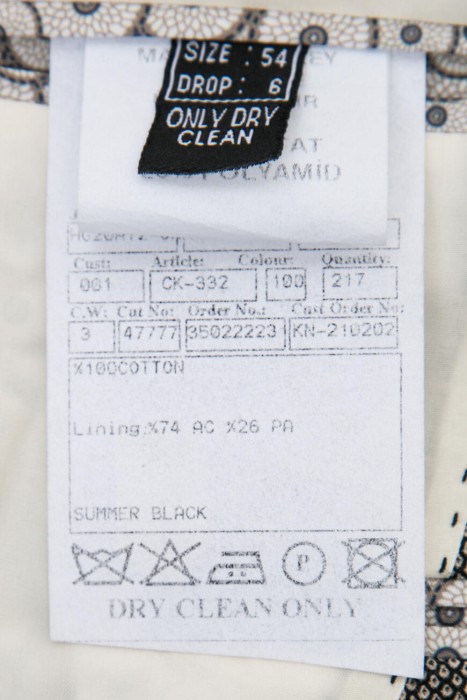 SIZE : 54
DROP : 6
ONLY DRY
CLEAN
Cust: Article: Colour: Quantity:
001 CK-332 100 217
C.W: Cut No: Order No.: Cust Order No:
3 47777 35022223 KN-210202
%100COTTON
Lining:%74 AC %26 PA
SUMMER BLACK
P
DRY CLEAN ONLY